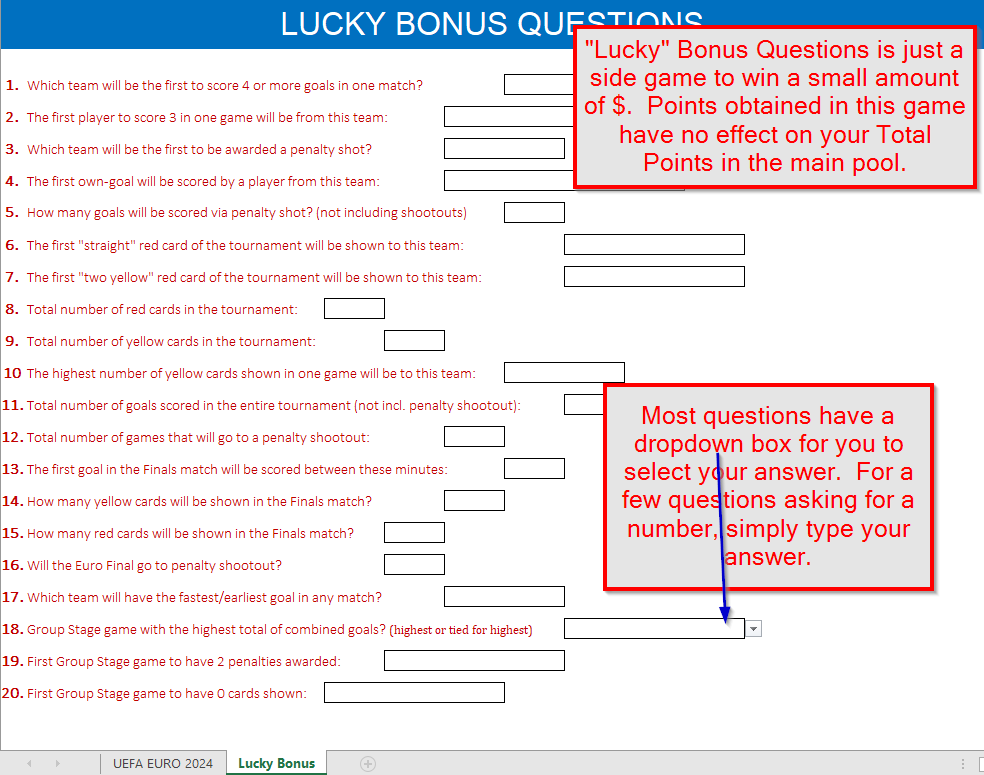 LUCKY BONUS QUESTIONS
"Lucky" Bonus Questions is just a
side game to win a small amount
of $. Points obtained in this game
have no effect on your Total
Points in the main pool.
1. Which team will be the first to score 4 or more goals in one match?
2. The first player to score 3 in one game will be from this team:
3. Which team will be the first to be awarded a penalty shot?
4. The first own-goal will be scored by a player from this team:
5. How many goals will be scored via penalty shot? (not including shootouts)
6. The first "straight" red card of the tournament will be shown to this team:
7. The first "two yellow" red card of the tournament will be shown to this team:
8. Total number of red cards in the tournament:
9. Total number of yellow cards in the tournament:
10 The highest number of yellow cards shown in one game will be to this team:
11. Total number of goals scored in the entire tournament (not incl. penalty shootout):
12. Total number of games that will go to a penalty shootout:
13. The first goal in the Finals match will be scored between these minutes:
14. How many yellow cards will be shown in the Finals match?
15. How many red cards will be shown in the Finals match?
16. Will the Euro Final go to penalty shootout?
17. Which team will have the fastest/earliest goal in any match?
18. Group Stage game with the highest total of combined goals? (highest or tied for highest)
19. First Group Stage game to have 2 penalties awarded:
20. First Group Stage game to have 0 cards shown:
Most questions have a
dropdown box for you to
select your answer. For a
few questions asking for a
number, simply type your
answer.
UEFA EURO 2024
Lucky Bonus